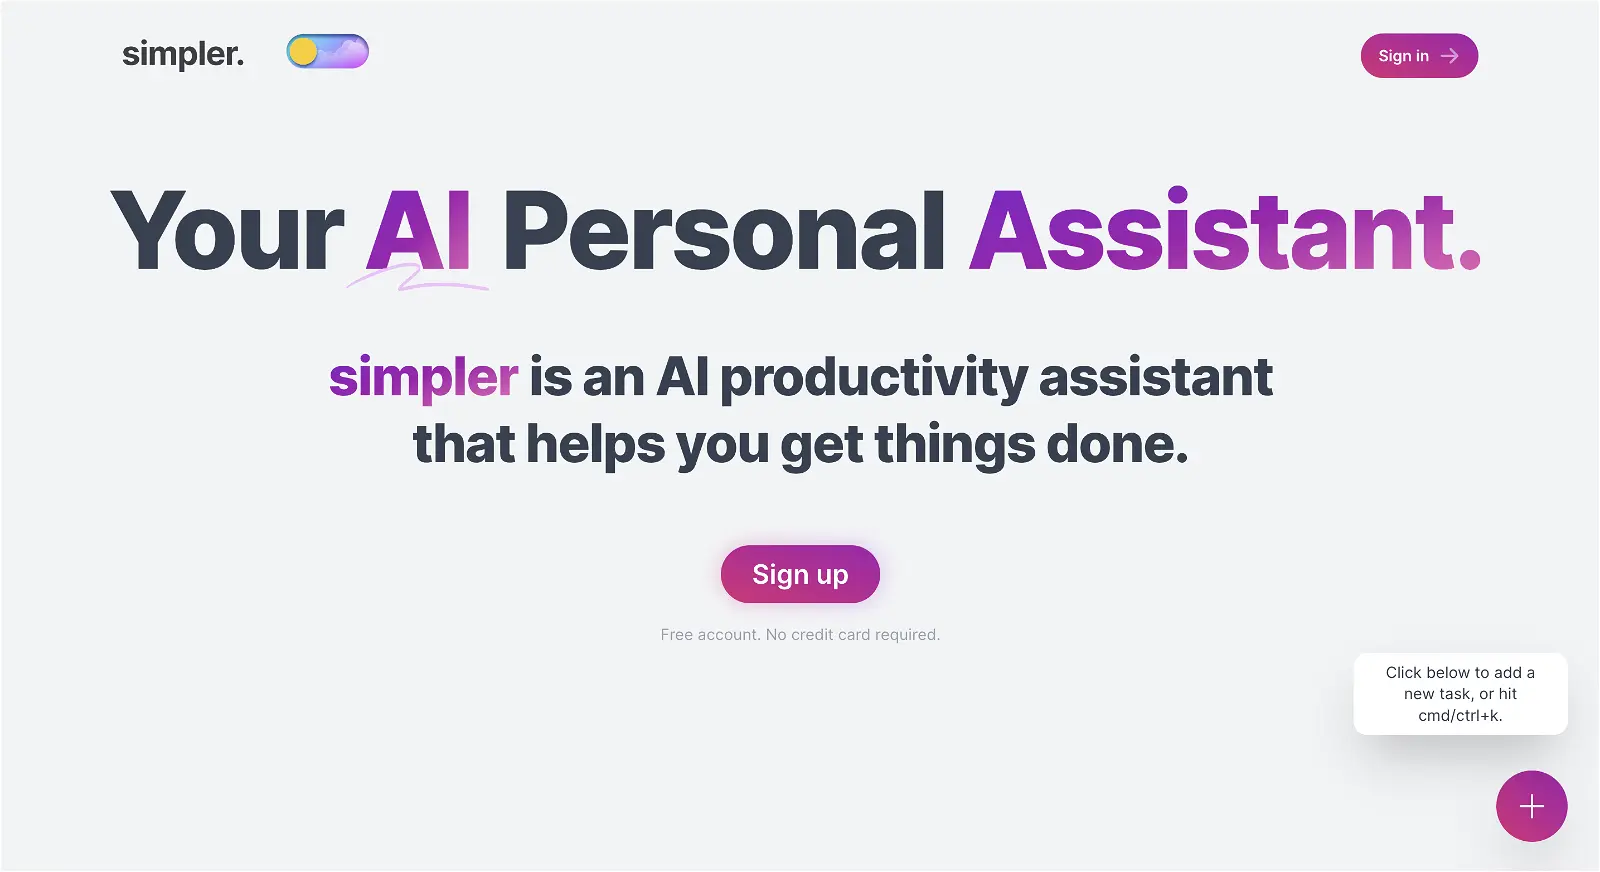 simpler.
Sign in
Your AI Personal Assistant.
simpler is an AI productivity assistant
that helps you get things done.
Sign up
Free account. No credit card required.
Click below to add a
new task, or hit
cmd/ctrl+k.